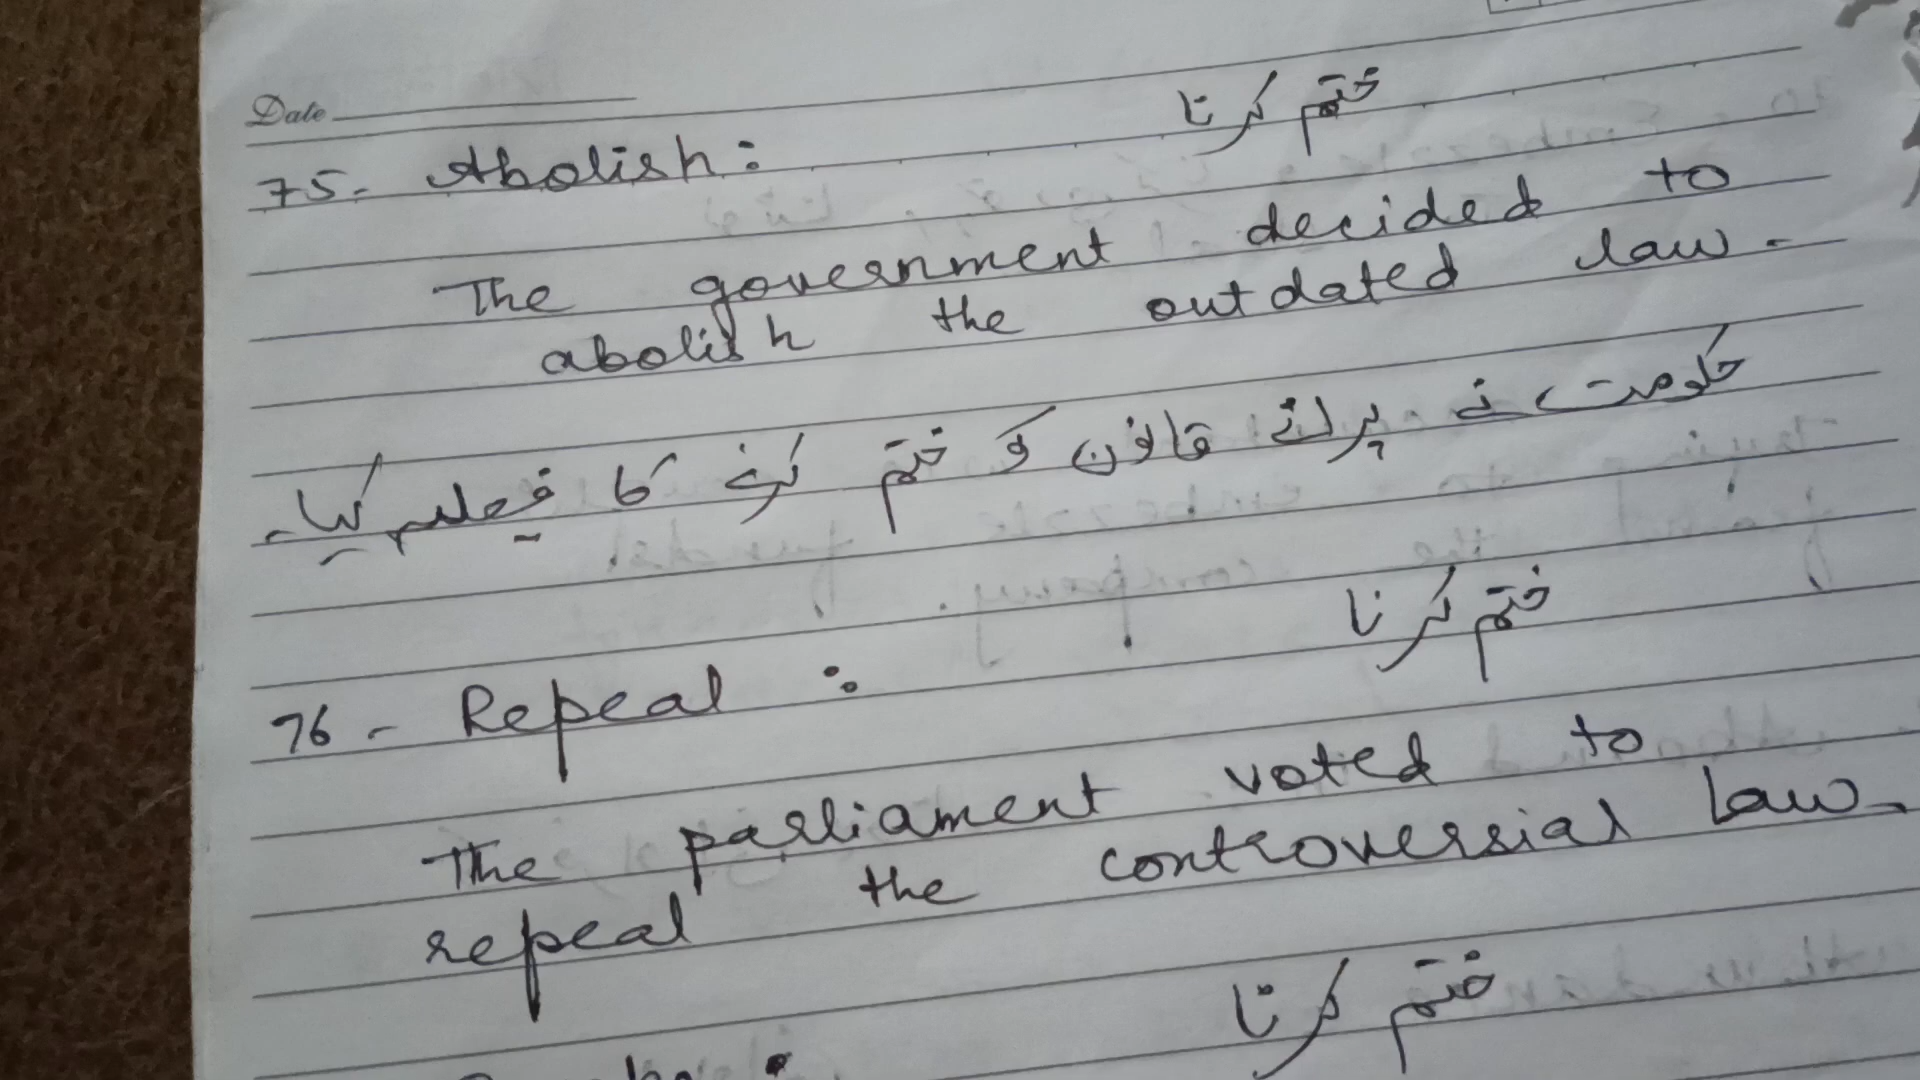 Date
75- Abolish: ختم کرنا
The government decided to
abolish the outdated law.
حکومت نے پرانے قانون کو ختم کرنے کا فیصلہ کیا۔
76- Repeal: ختم کرنا
The parliament voted to
repeal the controversial law.
ختم کرنا